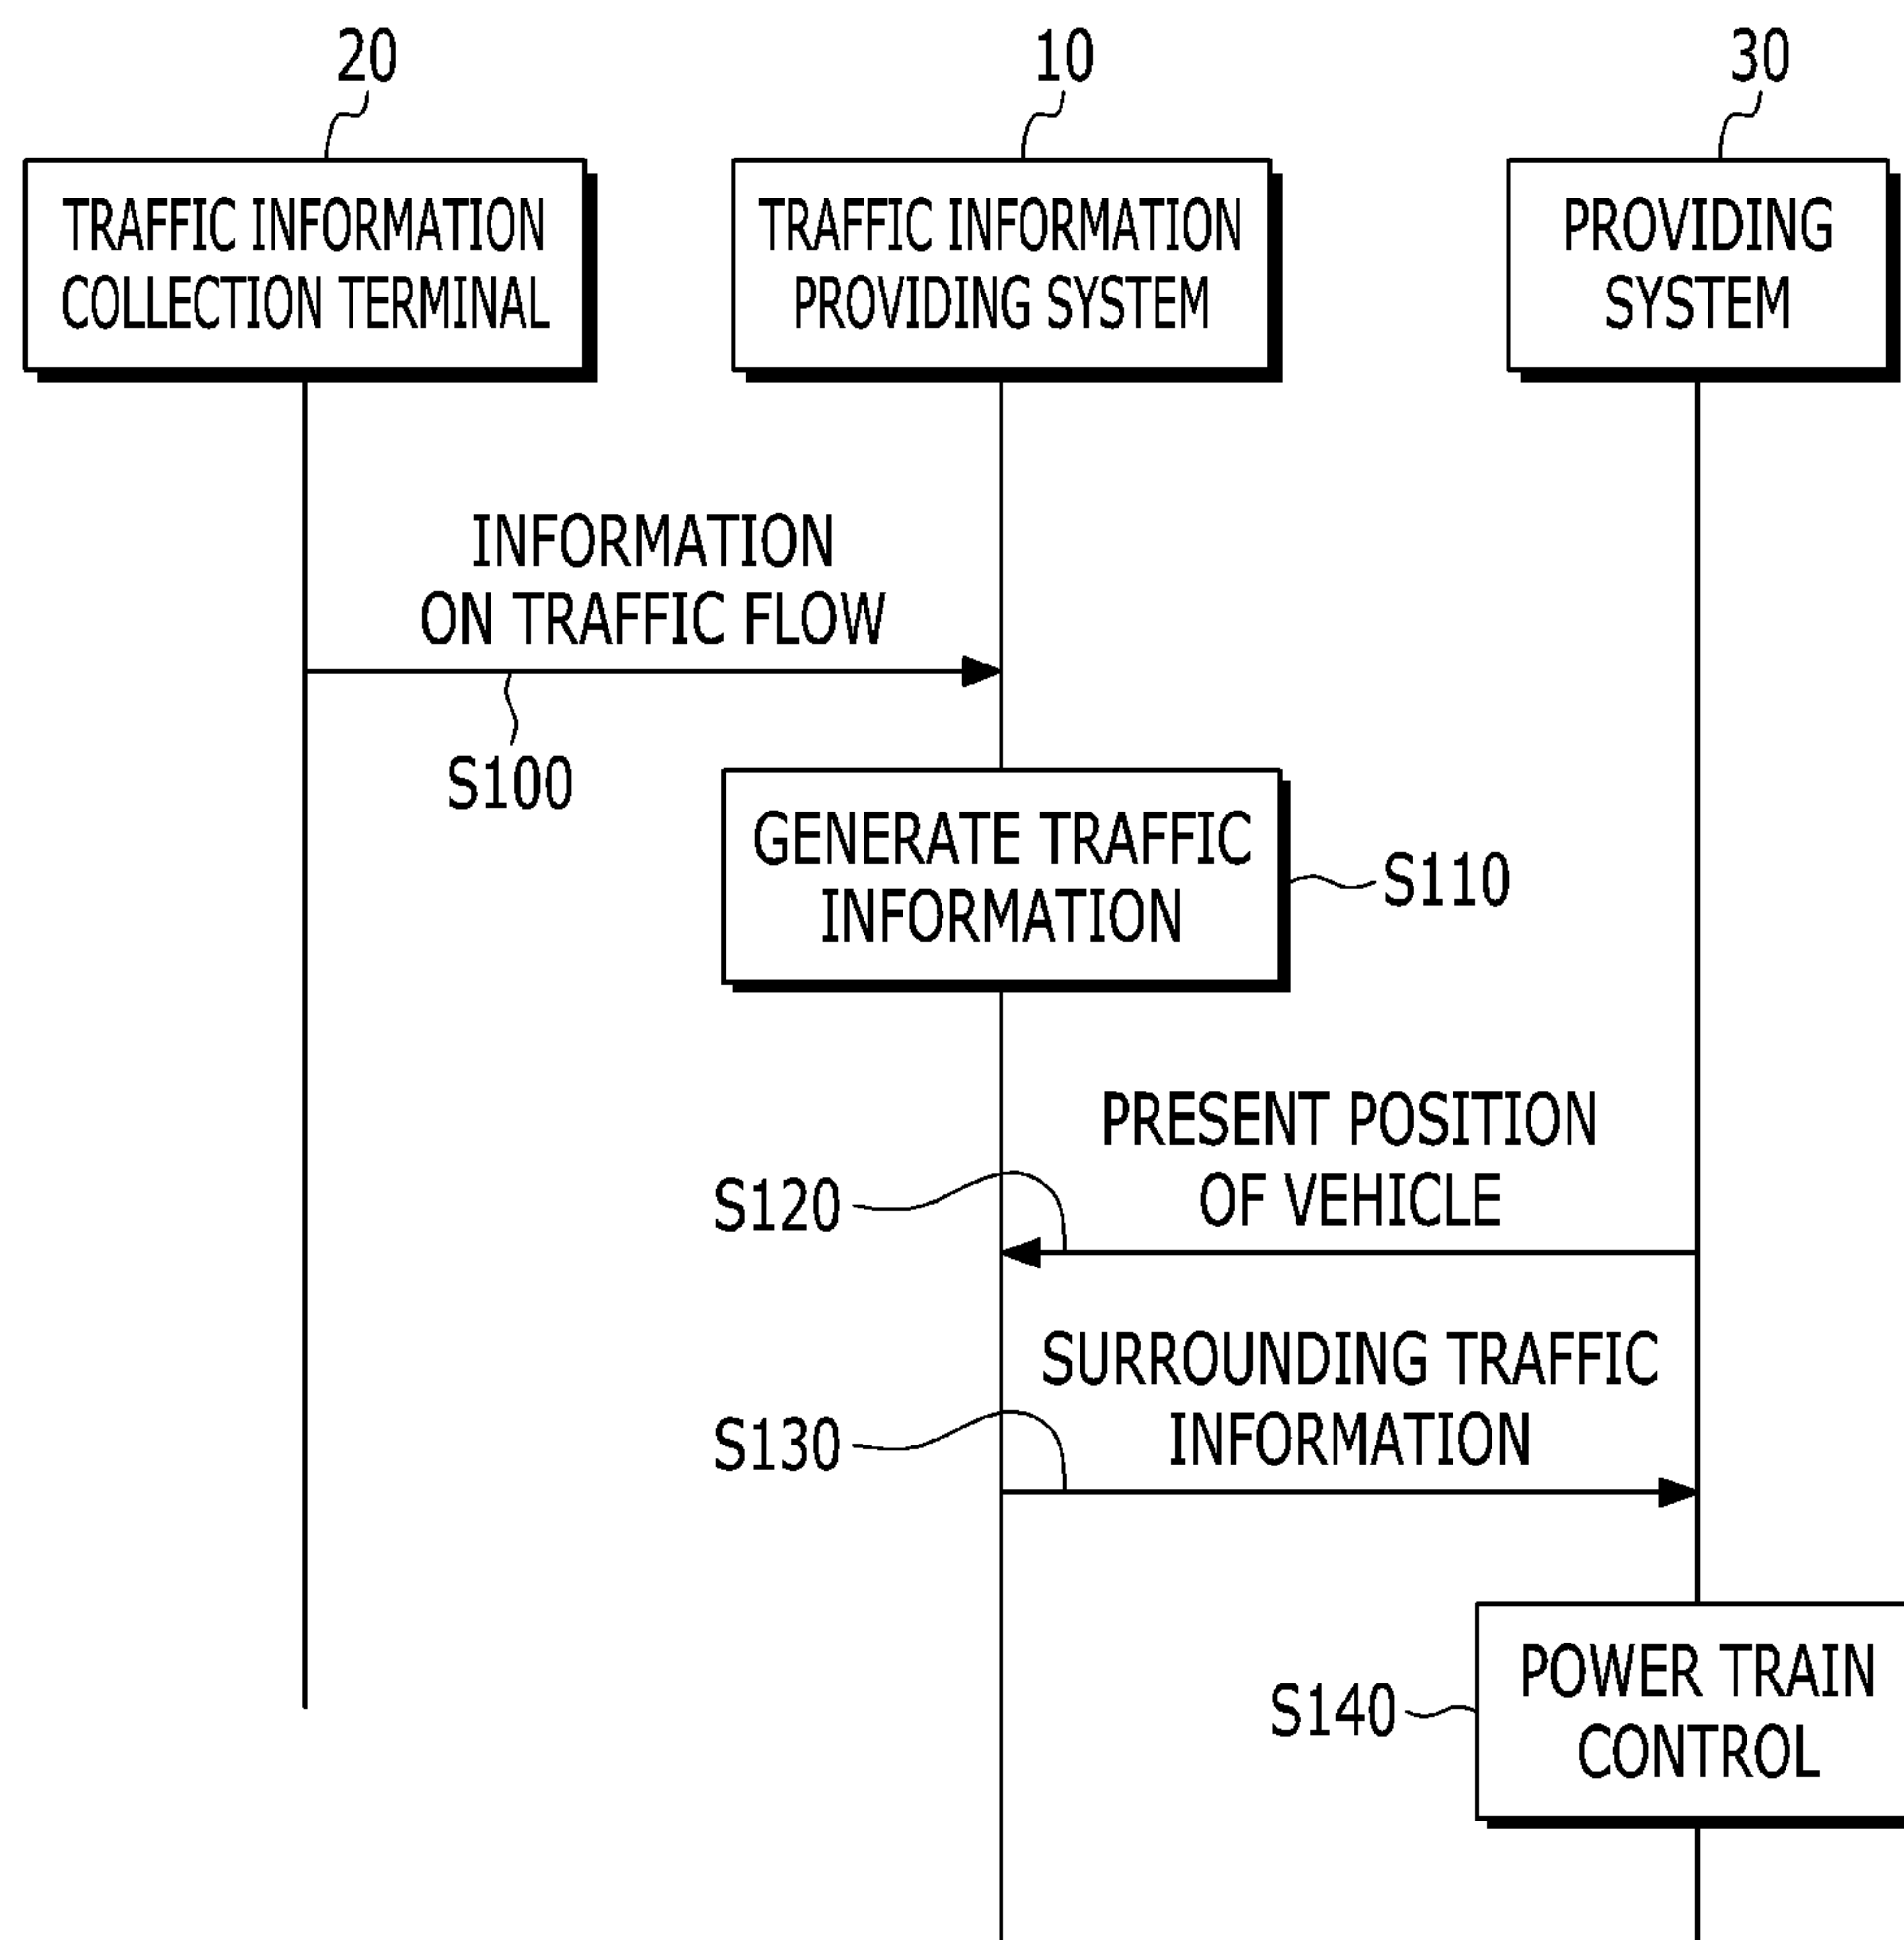 20
10
30
TRAFFIC INFORMATION
COLLECTION TERMINAL
TRAFFIC INFORMATION
PROVIDING SYSTEM
PROVIDING
SYSTEM
INFORMATION
ON TRAFFIC FLOW
S100
GENERATE TRAFFIC
INFORMATION
S110
PRESENT POSITION
OF VEHICLE
S120
SURROUNDING TRAFFIC
INFORMATION
S130
POWER TRAIN
CONTROL
S140